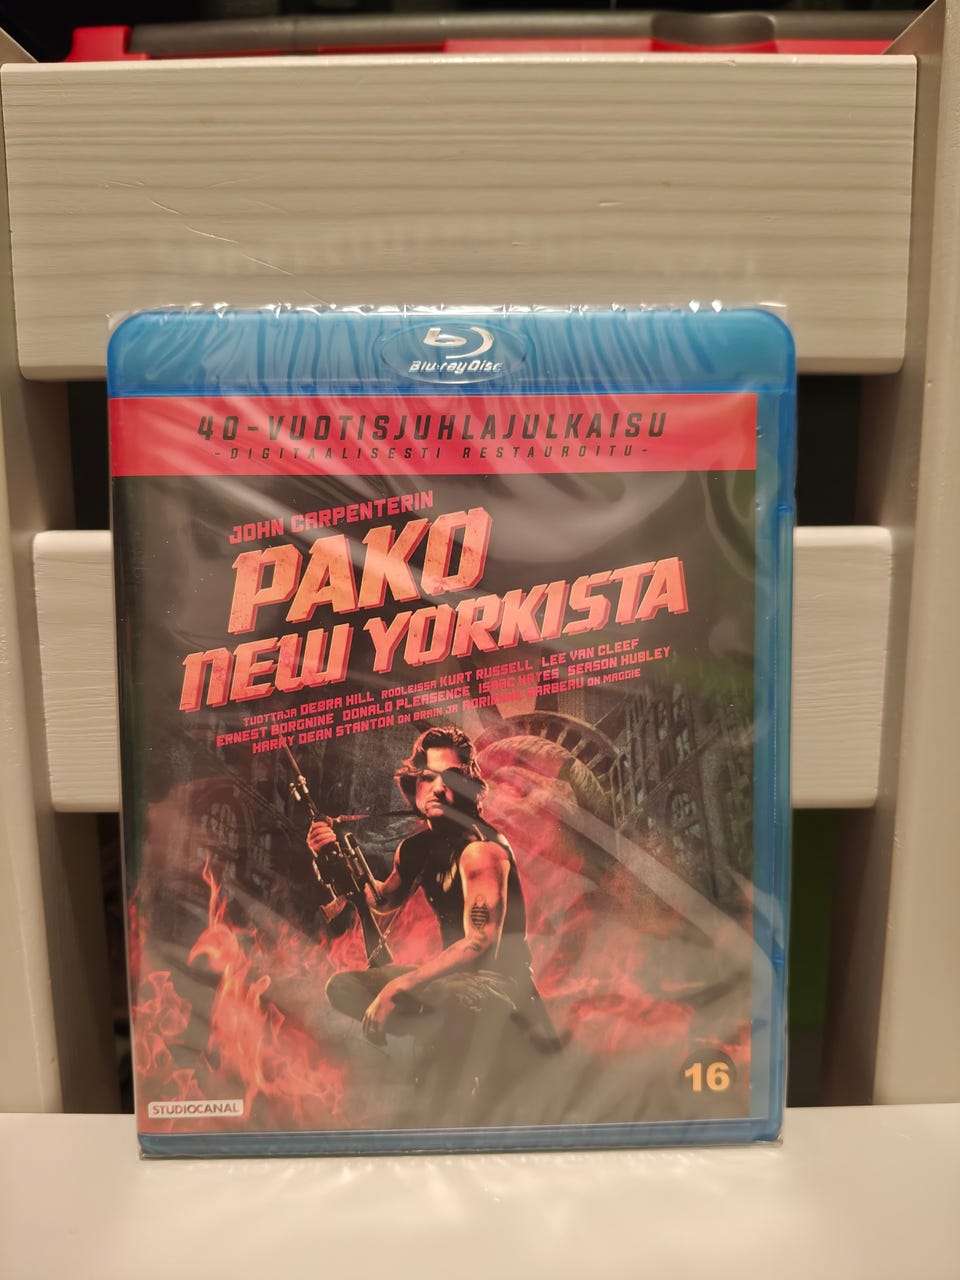 Blu-ray Disc
40-VUOTISJUHLAJULKAISU
-DIGITAALISESTI RESTAUROITU-
JOHN CARPENTERIN
PAKO
NEW YORKISTA
TUOTTAJA DEBRA HILL ROOLEISSA KURT RUSSELL LEE VAN CLEEF
ERNEST BORGNINE DONALD PLEASENCE ISAAC HAYES SEASON HUBLEY
HARRY DEAN STANTON ON BRAIN JA ADRIENNE BARBEAU ON MAGGIE
16
STUDIOCANAL